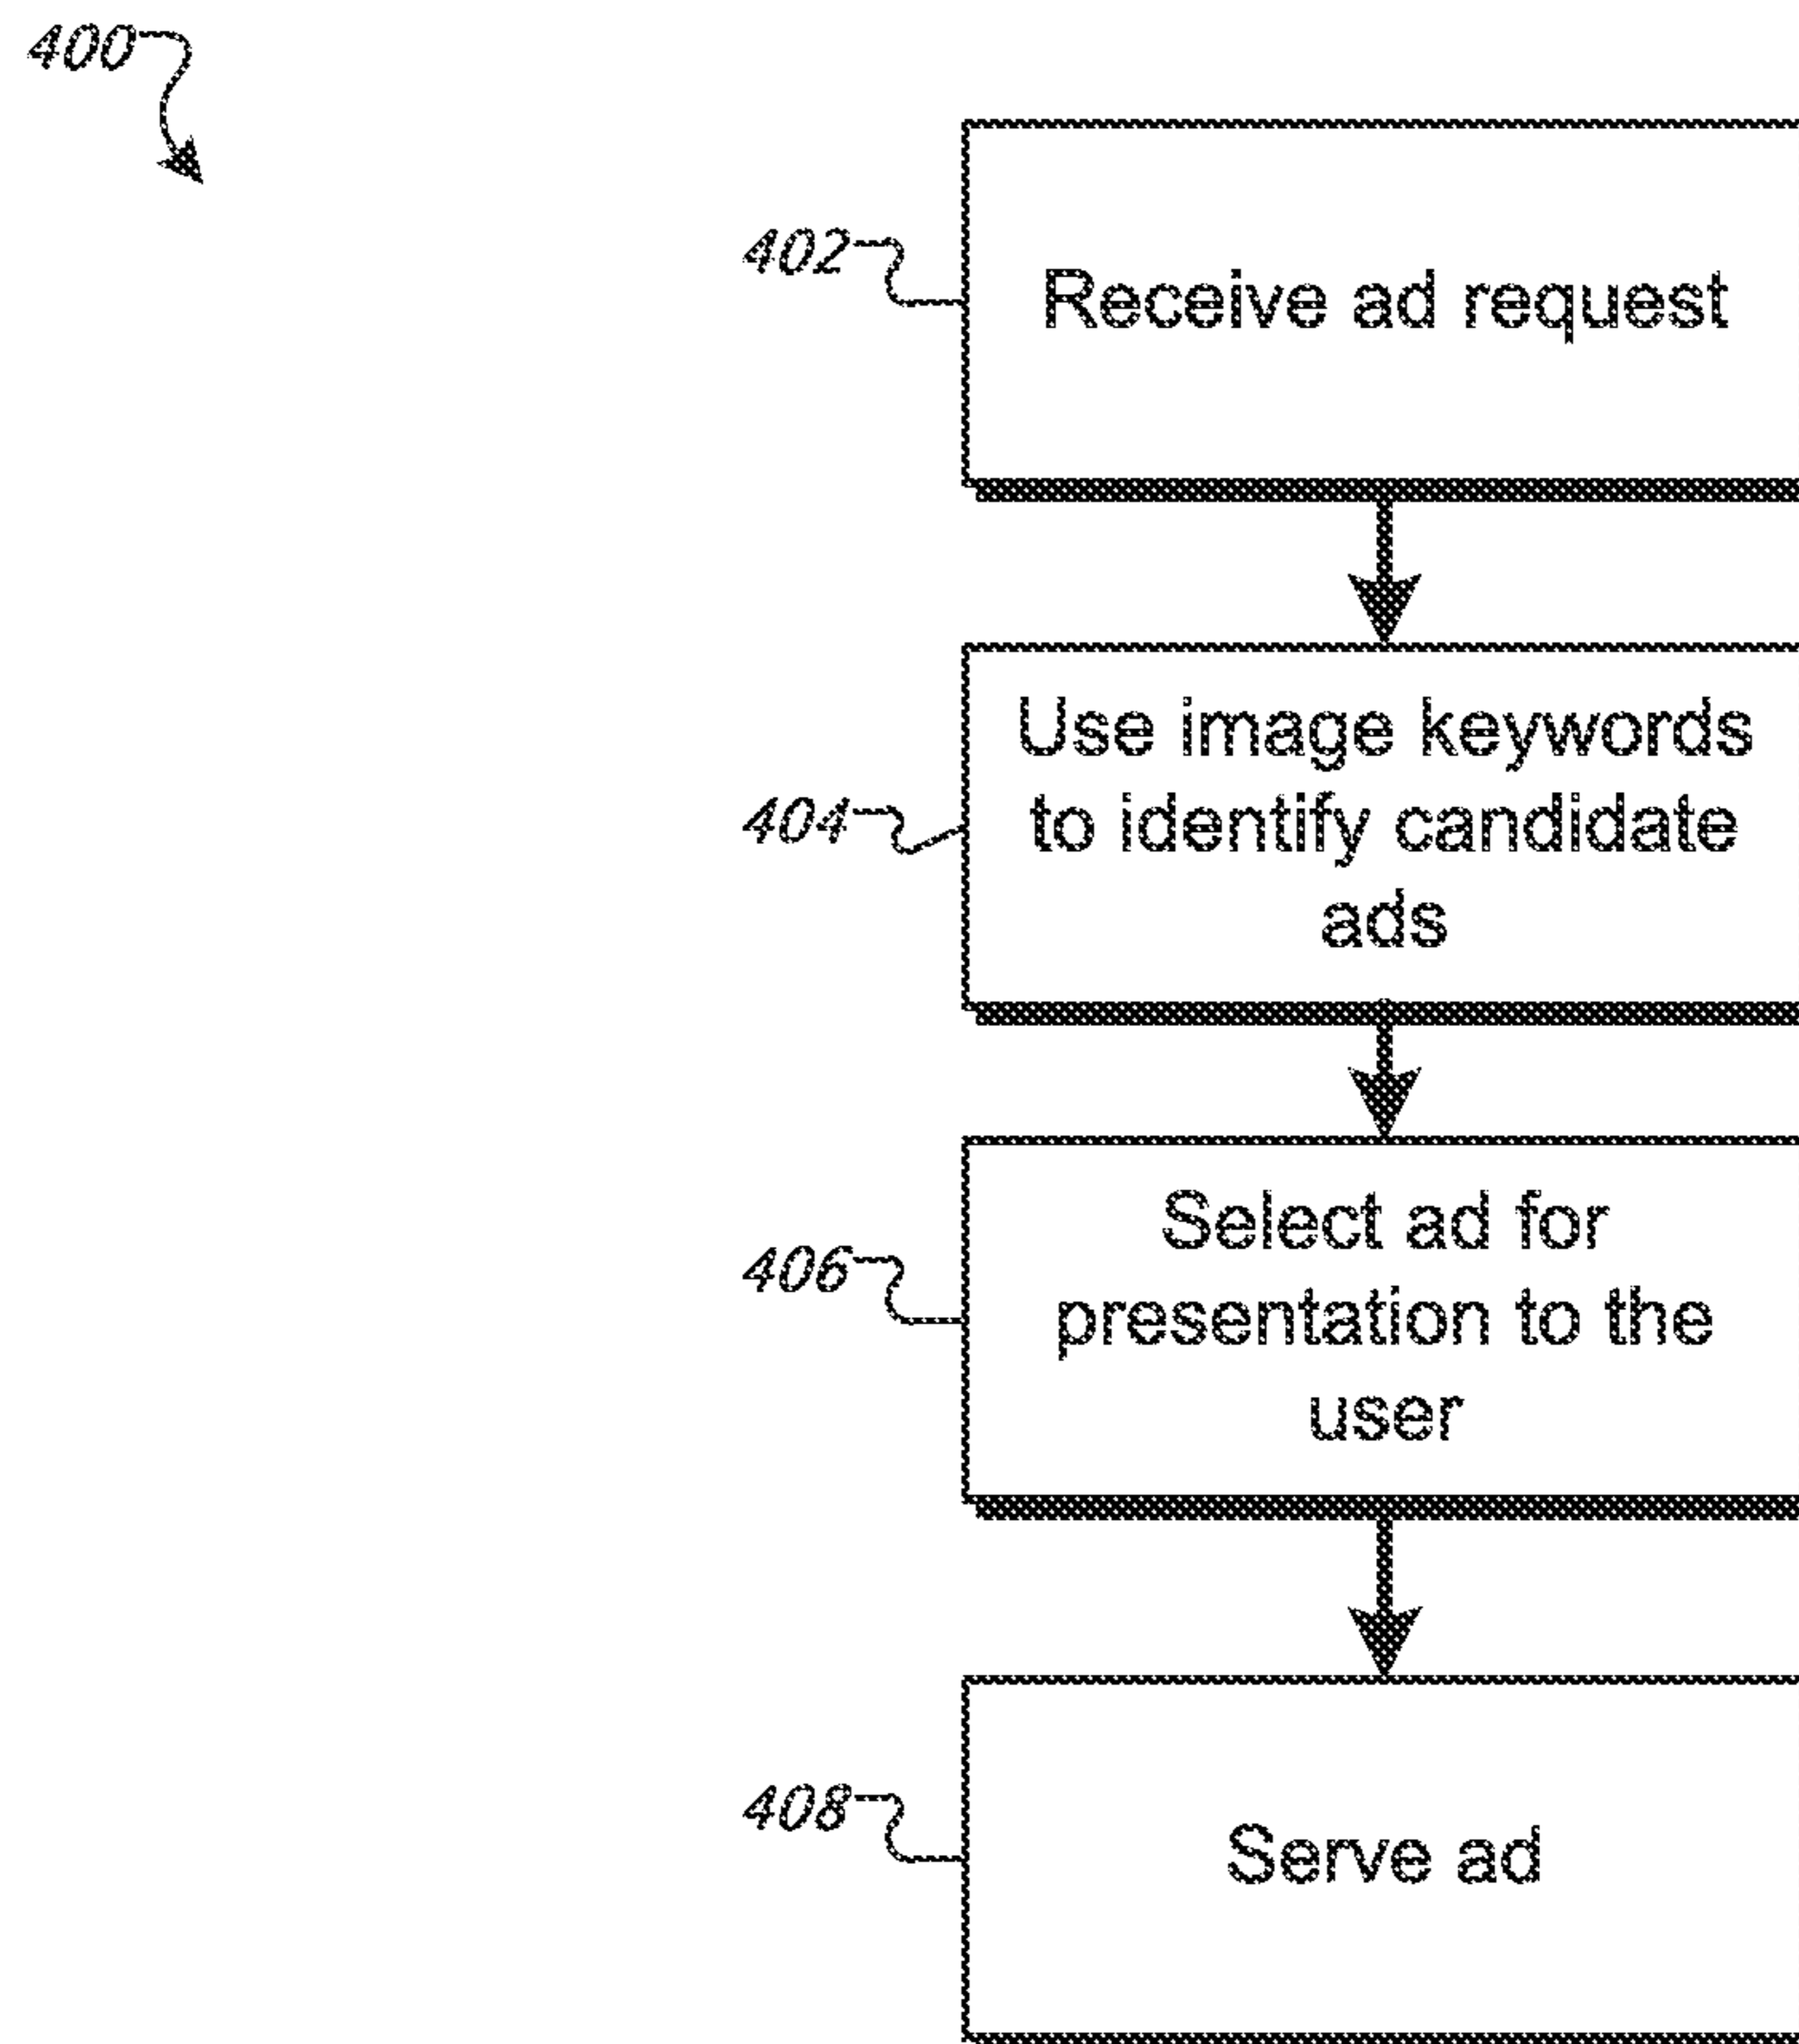 400
402
Receive ad request
404
Use image keywords
to identify candidate
ads
406
Select ad for
presentation to the
user
408
Serve ad